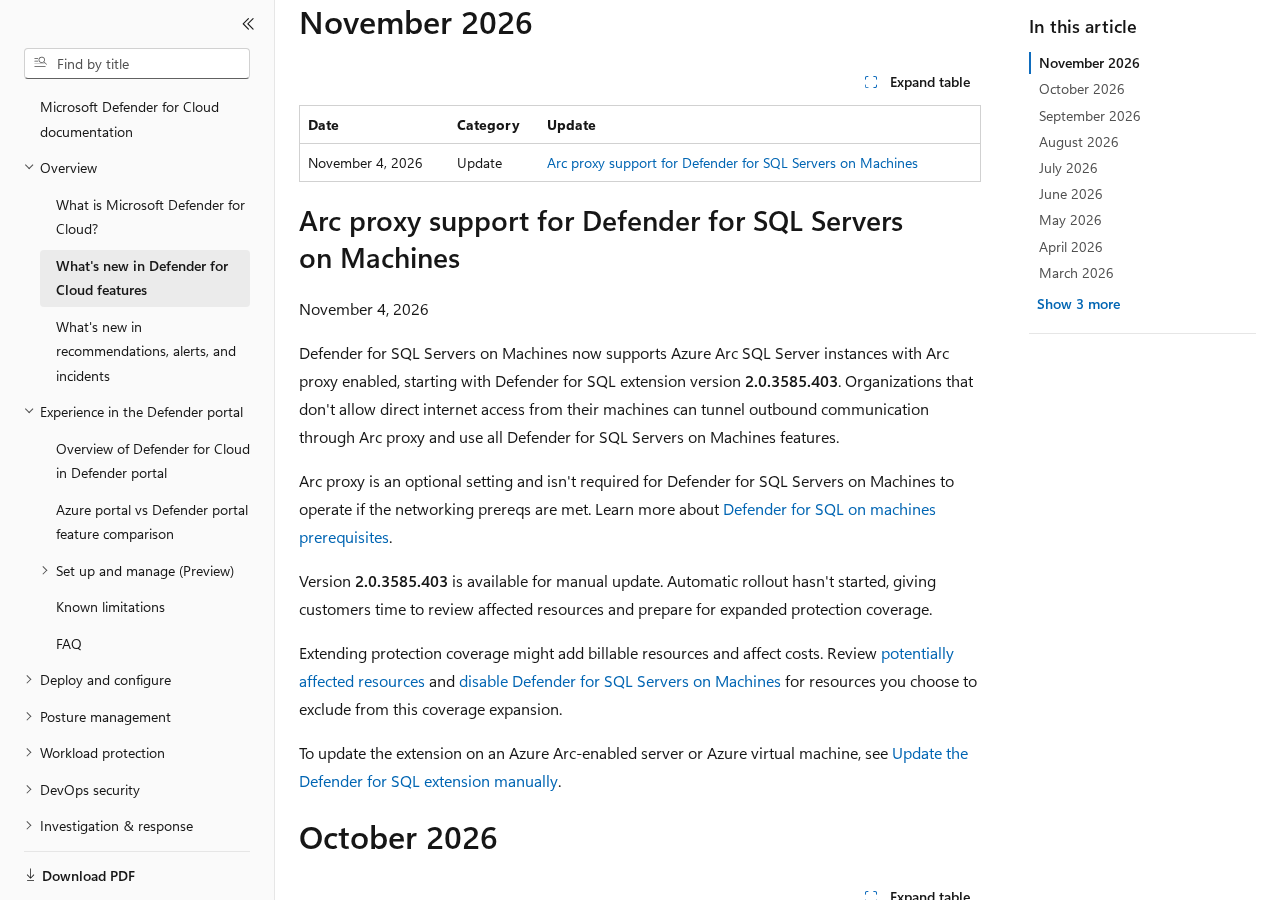 Find by title
Microsoft Defender for Cloud
documentation
Overview
What is Microsoft Defender for
Cloud?
What's new in Defender for
Cloud features
What's new in
recommendations, alerts, and
incidents
Experience in the Defender portal
Overview of Defender for Cloud
in Defender portal
Azure portal vs Defender portal
feature comparison
Set up and manage (Preview)
Known limitations
FAQ
Deploy and configure
Posture management
Workload protection
DevOps security
Investigation & response
Download PDF
November 2026
Expand table
Date Category Update
November 4, 2026 Update Arc proxy support for Defender for SQL Servers on Machines
Arc proxy support for Defender for SQL Servers
on Machines
November 4, 2026
Defender for SQL Servers on Machines now supports Azure Arc SQL Server instances with Arc
proxy enabled, starting with Defender for SQL extension version 2.0.3585.403. Organizations that
don't allow direct internet access from their machines can tunnel outbound communication
through Arc proxy and use all Defender for SQL Servers on Machines features.
Arc proxy is an optional setting and isn't required for Defender for SQL Servers on Machines to
operate if the networking prereqs are met. Learn more about Defender for SQL on machines
prerequisites.
Version 2.0.3585.403 is available for manual update. Automatic rollout hasn't started, giving
customers time to review affected resources and prepare for expanded protection coverage.
Extending protection coverage might add billable resources and affect costs. Review potentially
affected resources and disable Defender for SQL Servers on Machines for resources you choose to
exclude from this coverage expansion.
To update the extension on an Azure Arc-enabled server or Azure virtual machine, see Update the
Defender for SQL extension manually.
October 2026
Expand table
In this article
November 2026
October 2026
September 2026
August 2026
July 2026
June 2026
May 2026
April 2026
March 2026
Show 3 more